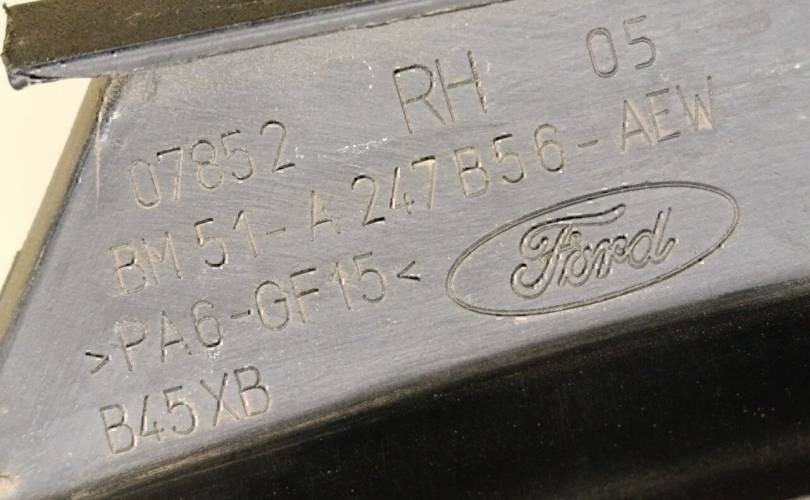 07852 RH 05
BM51-A247B56-AEW
>PA6-GF15<
Ford
B45XB